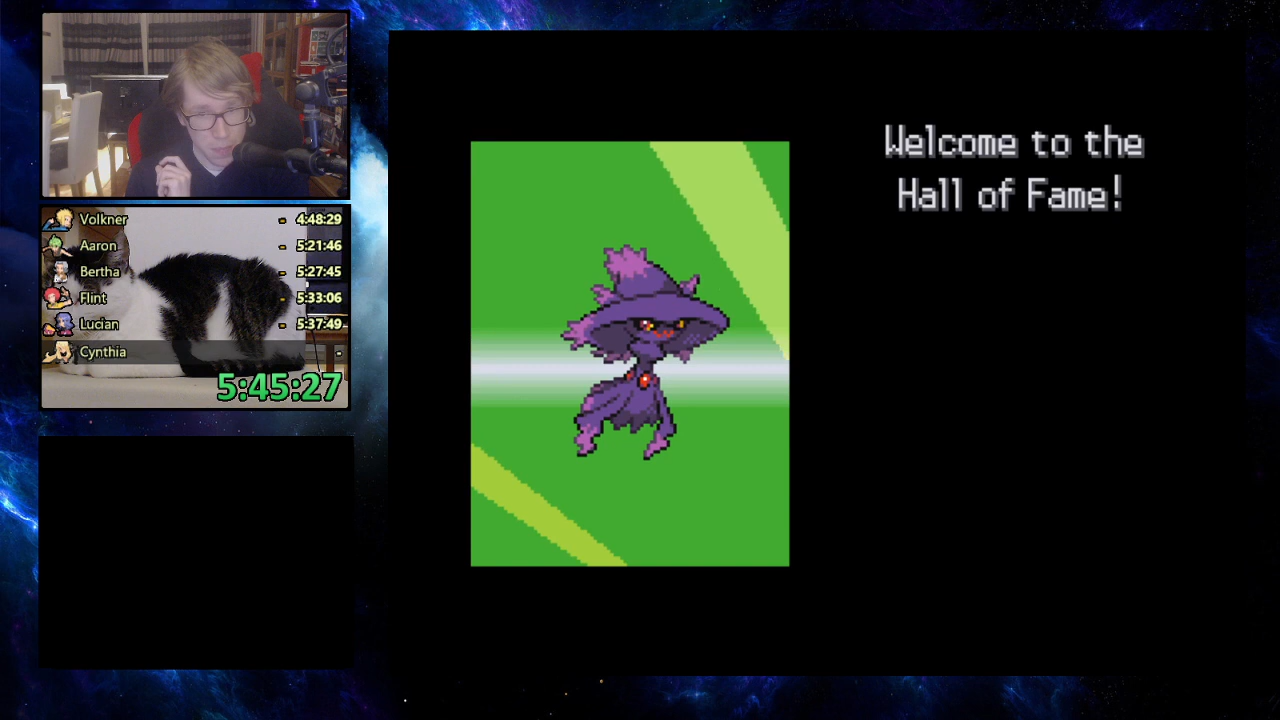 Volkner - 4:48:29
Aaron - 5:21:46
Bertha - 5:27:45
Flint - 5:33:06
Lucian - 5:37:49
Cynthia -
5:45:27
Welcome to the
Hall of Fame!